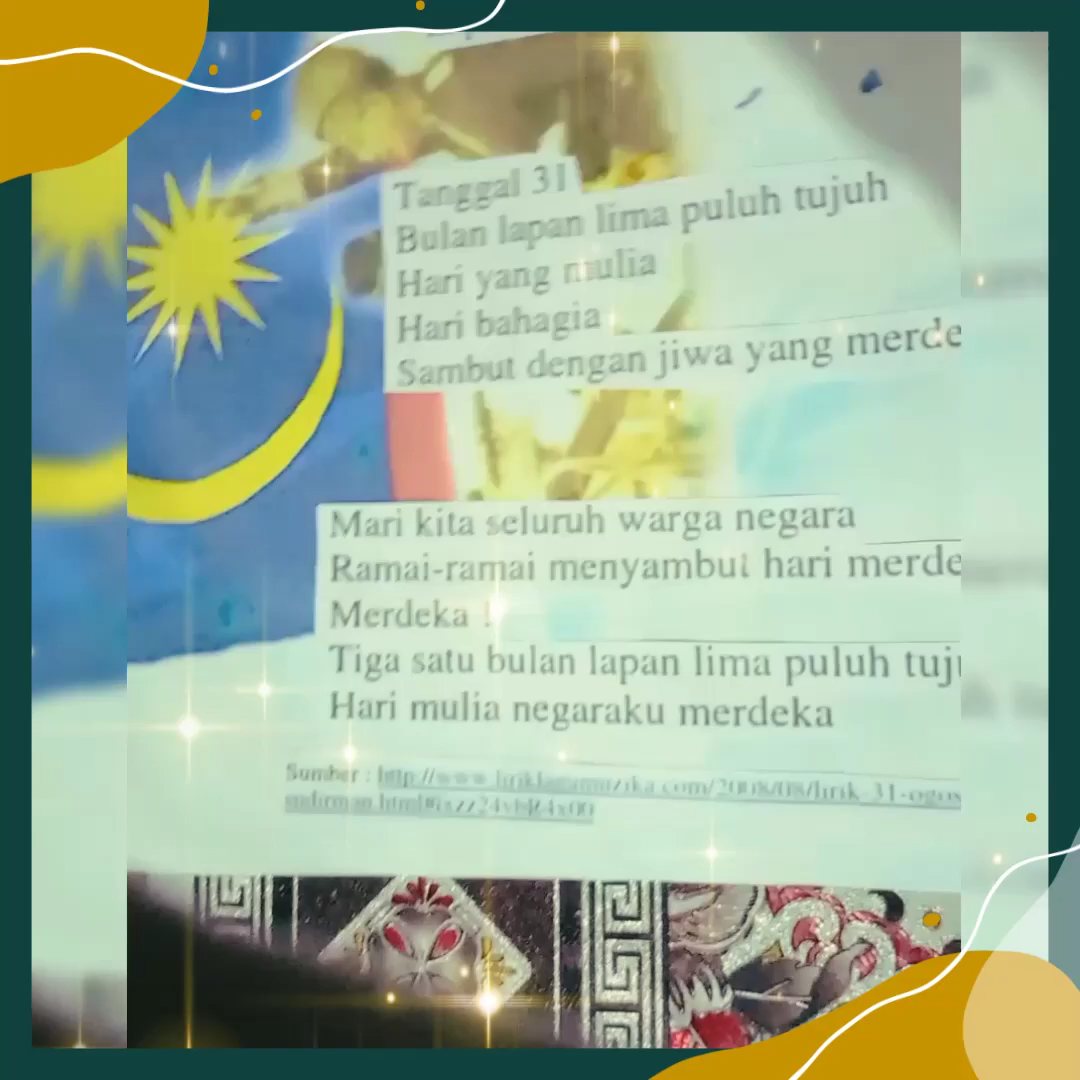 Tanggal 31
Bulan lapan lima puluh tujuh
Hari yang mulia
Hari bahagia
Sambut dengan jiwa yang merde
Mari kita seluruh warga negara
Ramai-ramai menyambut hari merde
Merdeka !
Tiga satu bulan lapan lima puluh tuju
Hari mulia negaraku merdeka
Sumber :